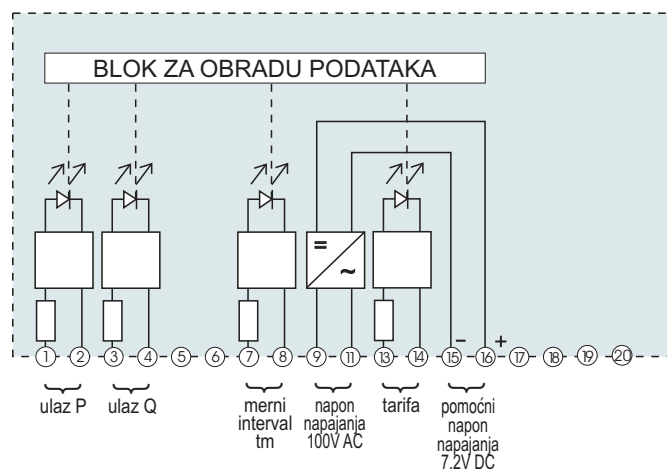 BLOK ZA OBRADU PODATAKA
=
~
- +
1 2 3 4 5 6 7 8 9 11 13 14 15 16 17 18 19 20
ulaz P
ulaz Q
merni
interval
tm
napon
napajanja
100V AC
tarifa
pomoćni
napon
napajanja
7.2V DC